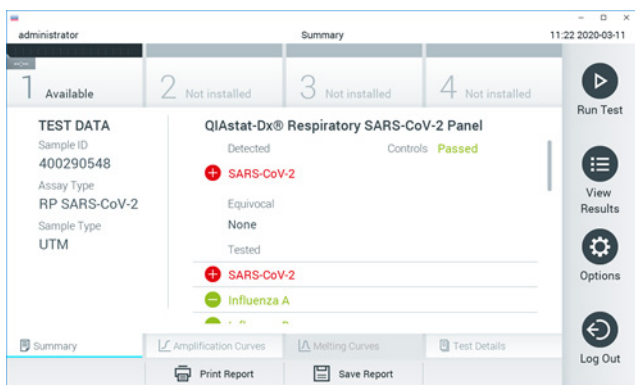 administrator Summary 11:22 2020-03-11
1 Available
2 Not installed
3 Not installed
4 Not installed
Run Test
View
Results
Options
Log Out
TEST DATA
Sample ID
400290548
Assay Type
RP SARS-CoV-2
Sample Type
UTM
QIAstat-Dx® Respiratory SARS-CoV-2 Panel
Detected Controls Passed
SARS-CoV-2
Equivocal
None
Tested
SARS-CoV-2
Influenza A
Summary
Amplification Curves
Melting Curves
Test Details
Print Report
Save Report